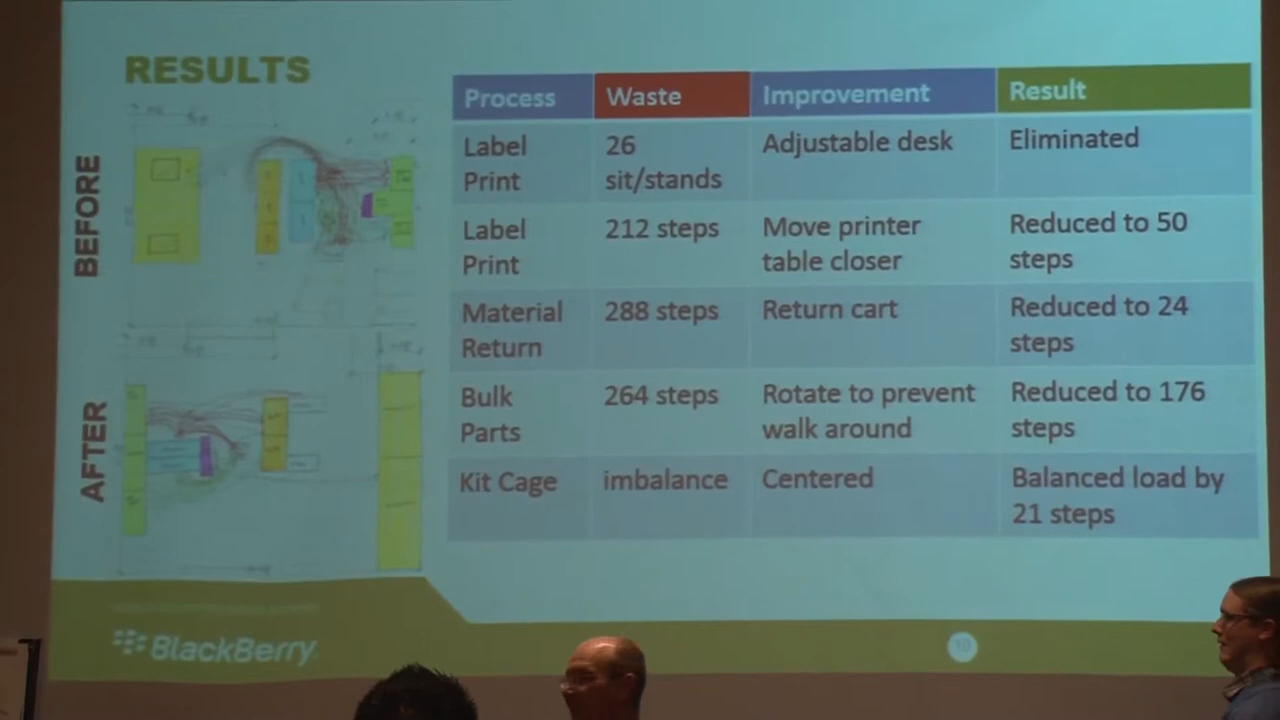 RESULTS
BEFORE
AFTER
Process Waste Improvement Result
Label Print 26 sit/stands Adjustable desk Eliminated
Label Print 212 steps Move printer table closer Reduced to 50 steps
Material Return 288 steps Return cart Reduced to 24 steps
Bulk Parts 264 steps Rotate to prevent walk around Reduced to 176 steps
Kit Cage imbalance Centered Balanced load by 21 steps
BlackBerry
10